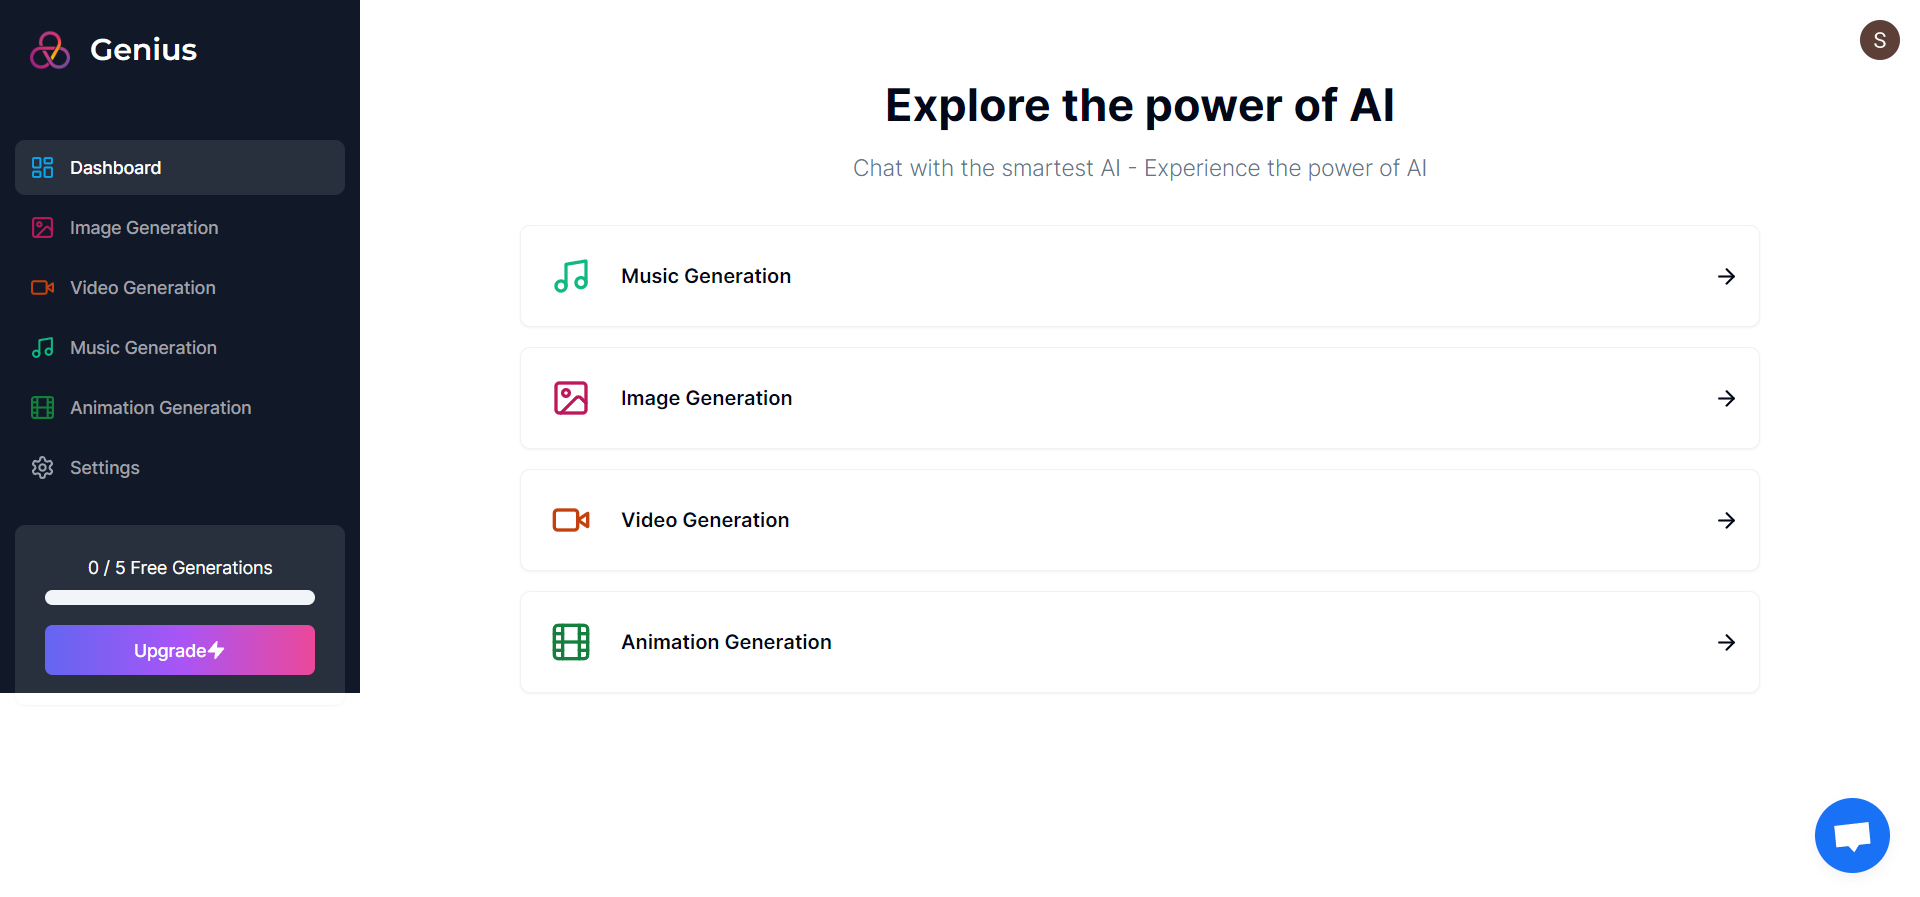 Genius
Dashboard
Image Generation
Video Generation
Music Generation
Animation Generation
Settings
0 / 5 Free Generations
Upgrade
S
Explore the power of AI
Chat with the smartest AI - Experience the power of AI
Music Generation
Image Generation
Video Generation
Animation Generation